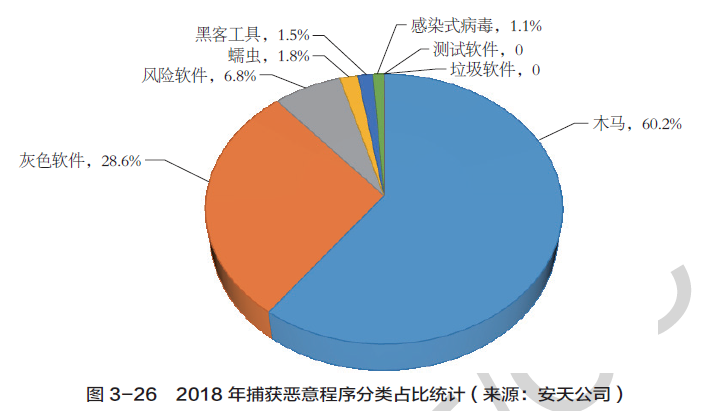 感染式病毒，1.1%
黑客工具，1.5%
测试软件，0
蠕虫，1.8%
垃圾软件，0
风险软件，6.8%
木马，60.2%
灰色软件，28.6%
图 3-26 2018 年捕获恶意程序分类占比统计（来源：安天公司）